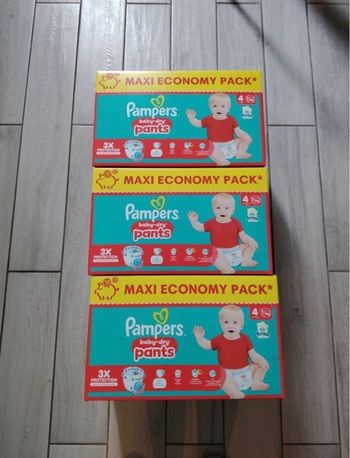 MAXI ECONOMY PACK*
Pampers
baby-dry
pants
4
3X
PROTECTION
MAXI ECONOMY PACK*
Pampers
baby-dry
pants
4
3X
PROTECTION
MAXI ECONOMY PACK*
Pampers
baby-dry
pants
4
3X
PROTECTION